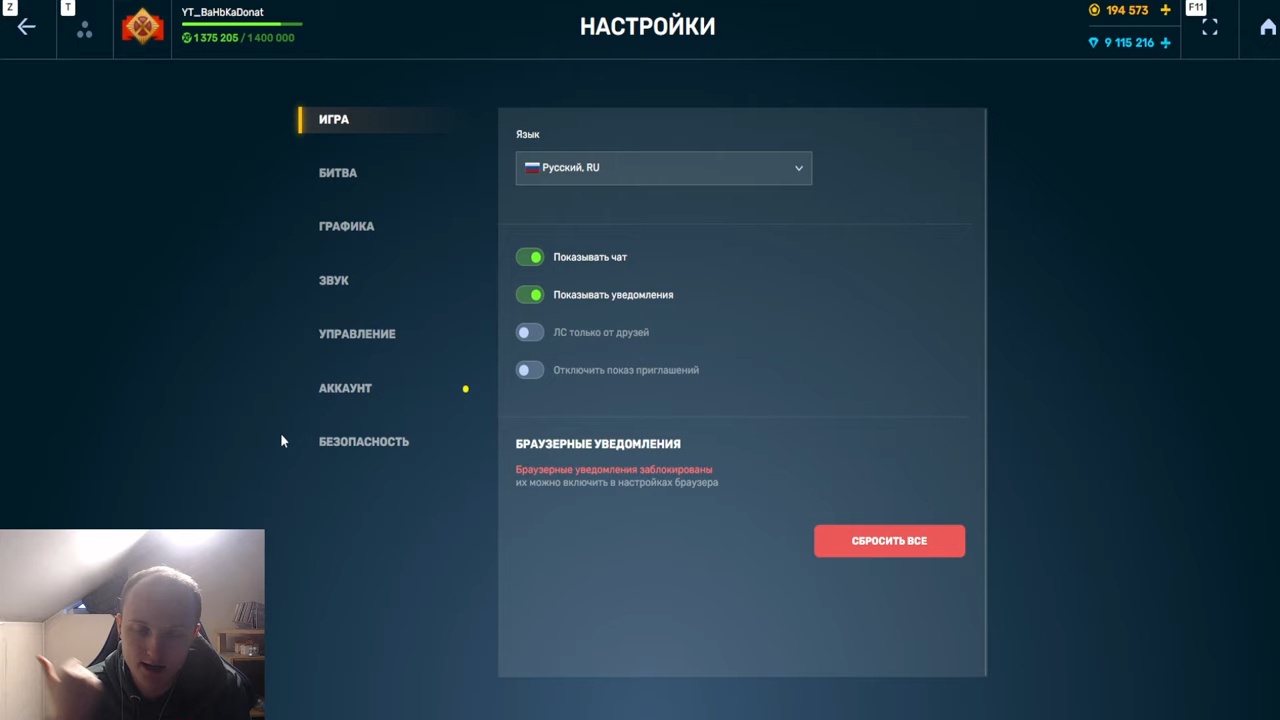 Z
T
YT_BaHbKaDonat
1 375 205 / 1 400 000
НАСТРОЙКИ
194 573 +
9 115 216 +
F11
ИГРА
БИТВА
ГРАФИКА
ЗВУК
УПРАВЛЕНИЕ
АККАУНТ
БЕЗОПАСНОСТЬ
Язык
Русский, RU
Показывать чат
Показывать уведомления
ЛС только от друзей
Отключить показ приглашений
БРАУЗЕРНЫЕ УВЕДОМЛЕНИЯ
Браузерные уведомления заблокированы
их можно включить в настройках браузера
СБРОСИТЬ ВСЕ